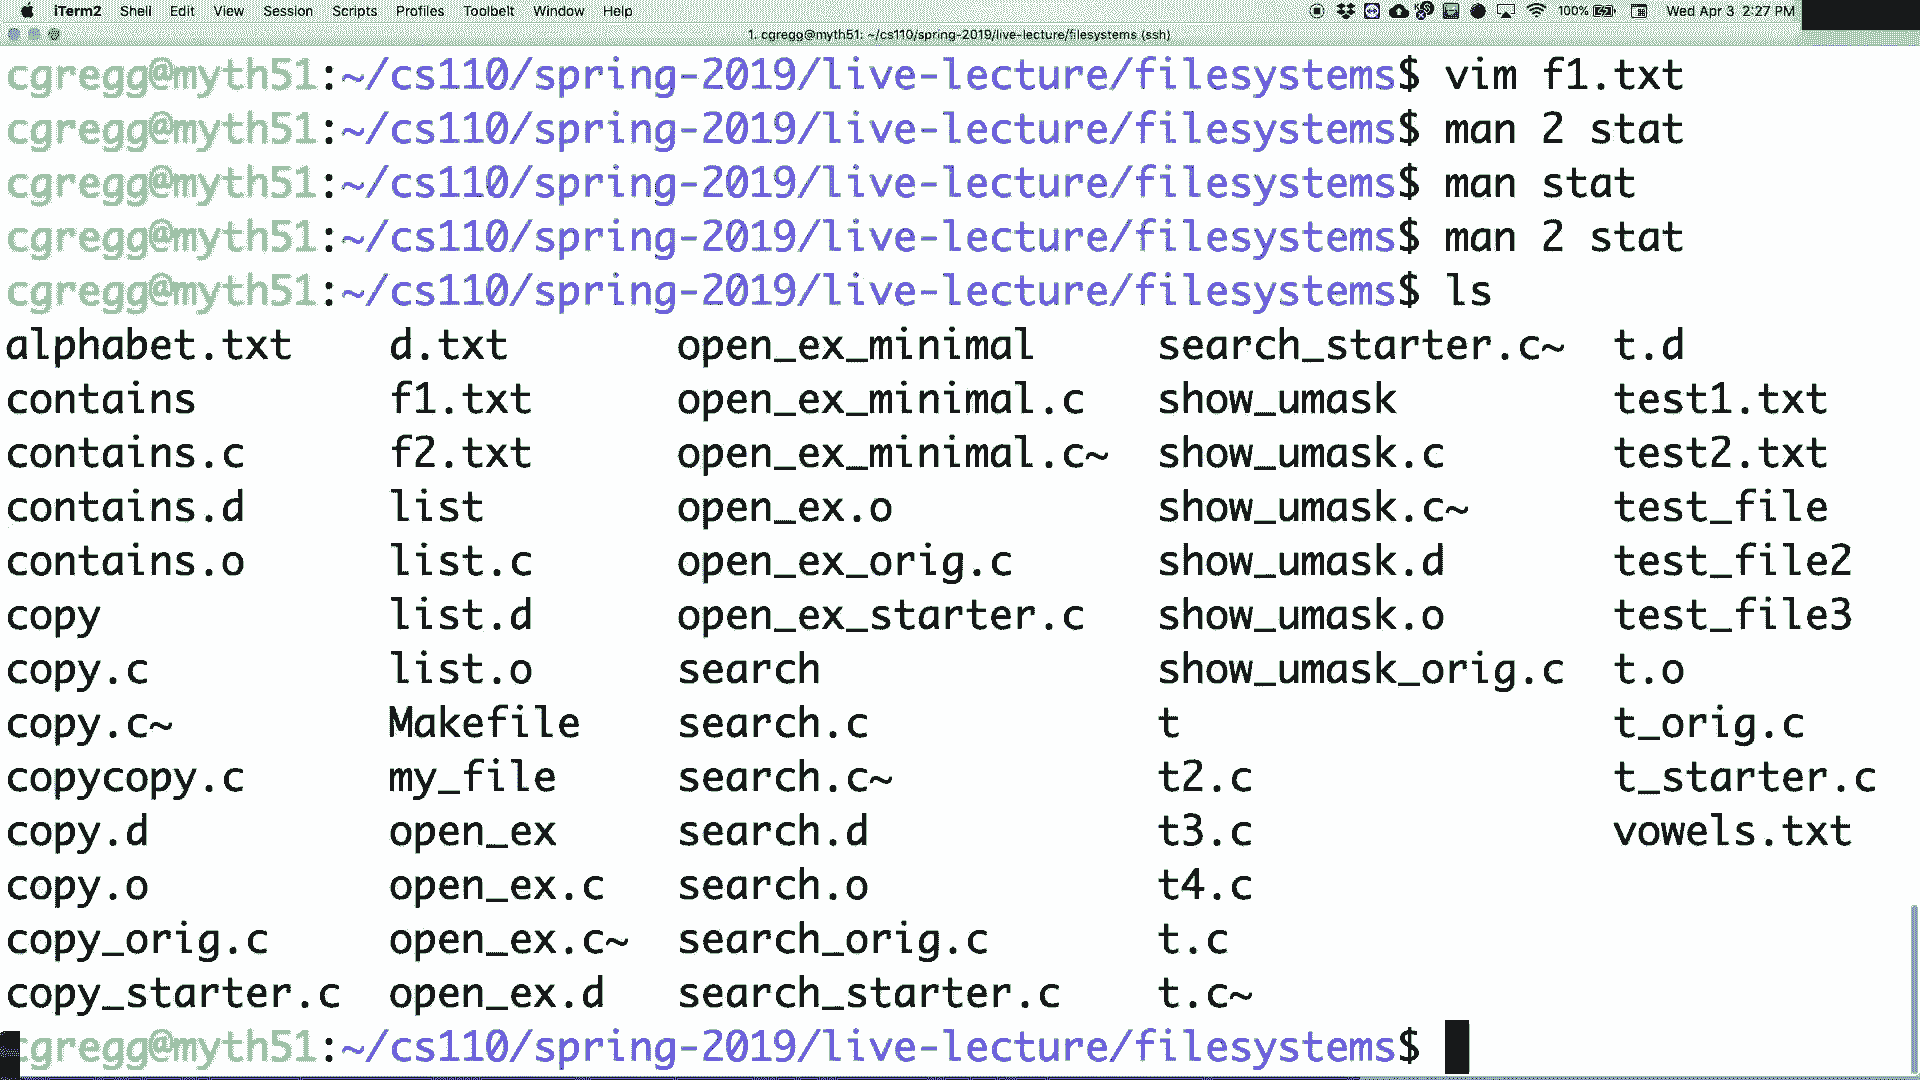 iTerm2 Shell Edit View Session Scripts Profiles Toolbelt Window Help 100% Wed Apr 3 2:27 PM
1. cgregg@myth51: ~/cs110/spring-2019/live-lecture/filesystems (ssh)
cgregg@myth51:~/cs110/spring-2019/live-lecture/filesystems$ vim f1.txt
cgregg@myth51:~/cs110/spring-2019/live-lecture/filesystems$ man 2 stat
cgregg@myth51:~/cs110/spring-2019/live-lecture/filesystems$ man stat
cgregg@myth51:~/cs110/spring-2019/live-lecture/filesystems$ man 2 stat
cgregg@myth51:~/cs110/spring-2019/live-lecture/filesystems$ ls
alphabet.txt d.txt open_ex_minimal search_starter.c~ t.d
contains f1.txt open_ex_minimal.c show_umask test1.txt
contains.c f2.txt open_ex_minimal.c~ show_umask.c test2.txt
contains.d list open_ex.o show_umask.c~ test_file
contains.o list.c open_ex_orig.c show_umask.d test_file2
copy list.d open_ex_starter.c show_umask.o test_file3
copy.c list.o search show_umask_orig.c t.o
copy.c~ Makefile search.c t t_orig.c
copycopy.c my_file search.c~ t2.c t_starter.c
copy.d open_ex search.d t3.c vowels.txt
copy.o open_ex.c search.o t4.c
copy_orig.c open_ex.c~ search_orig.c t.c
copy_starter.c open_ex.d search_starter.c t.c~
cgregg@myth51:~/cs110/spring-2019/live-lecture/filesystems$